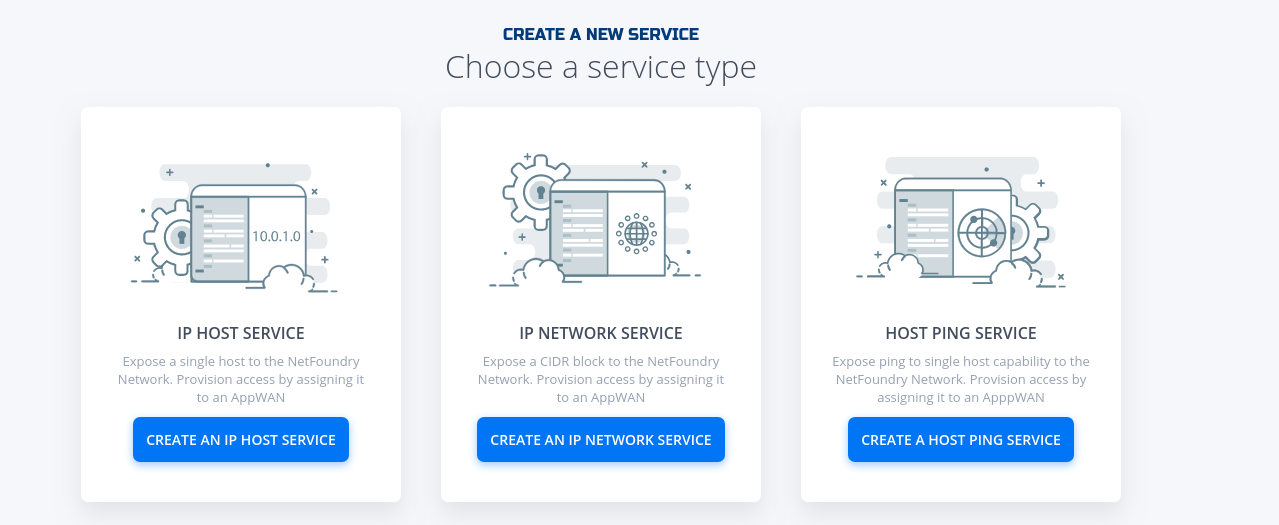 CREATE A NEW SERVICE
Choose a service type
10.0.1.0
IP HOST SERVICE
Expose a single host to the NetFoundry
Network. Provision access by assigning it
to an AppWAN
CREATE AN IP HOST SERVICE
IP NETWORK SERVICE
Expose a CIDR block to the NetFoundry
Network. Provision access by assigning it
to an AppWAN
CREATE AN IP NETWORK SERVICE
HOST PING SERVICE
Expose ping to single host capability to the
NetFoundry Network. Provision access by
assigning it to an ApppWAN
CREATE A HOST PING SERVICE